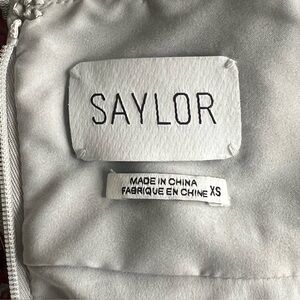 SAYLOR
MADE IN CHINA
FABRIQUE EN CHINE XS